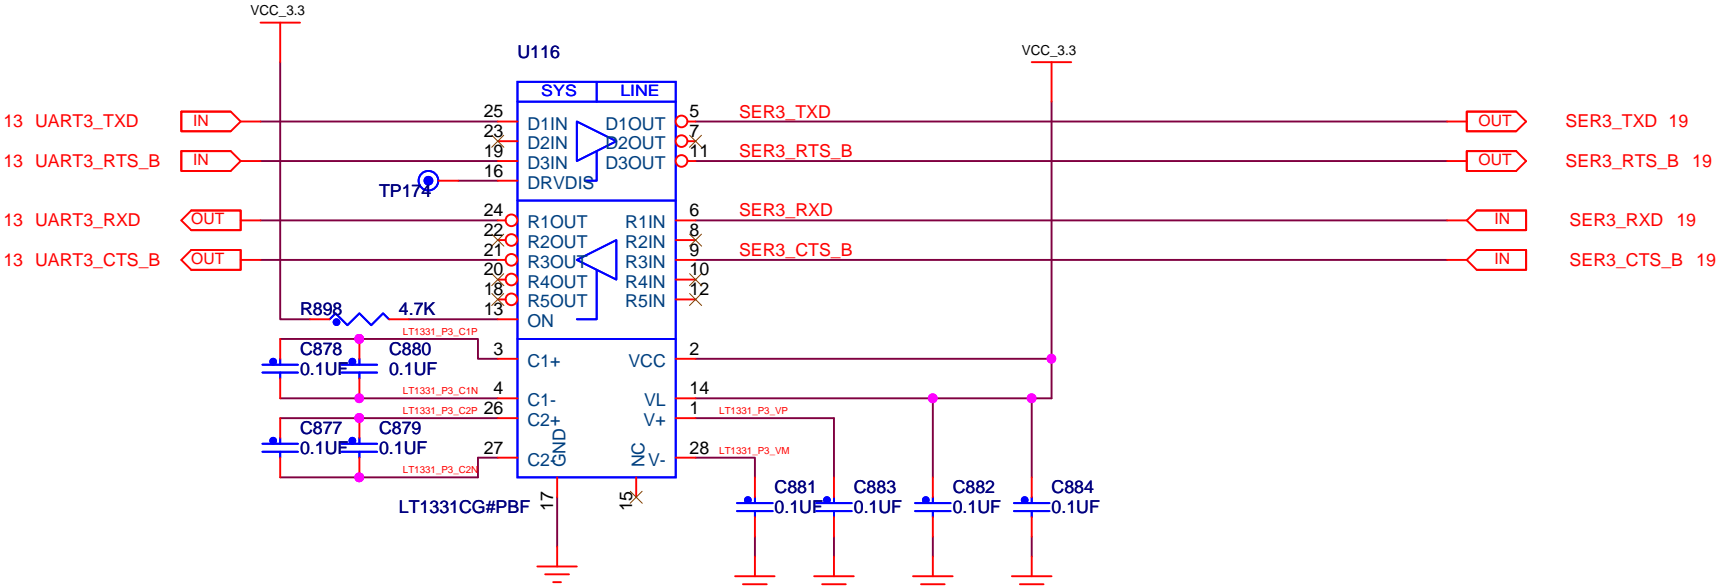 VCC_3.3
U116
VCC_3.3
SYS LINE
13 UART3_TXD IN 25 D1IN D1OUT 5 SER3_TXD OUT SER3_TXD 19
23 D2IN D2OUT 7
13 UART3_RTS_B IN 19 D3IN D3OUT 11 SER3_RTS_B OUT SER3_RTS_B 19
TP174 16 DRVDIS
13 UART3_RXD OUT 24 R1OUT R1IN 6 SER3_RXD IN SER3_RXD 19
22 R2OUT R2IN 8
13 UART3_CTS_B OUT 21 R3OUT R3IN 9 SER3_CTS_B IN SER3_CTS_B 19
20 R4OUT R4IN 10
18 R5OUT R5IN 12
R898 4.7K 13 ON
LT1331_P3_C1P
C878 C880 3 C1+ VCC 2
0.1UF 0.1UF
LT1331_P3_C1N 4 C1- VL 14
LT1331_P3_C2P 26 C2+ V+ 1 LT1331_P3_VP
C877 C879
0.1UF 0.1UF
27 C2- GND NC V- 28 LT1331_P3_VM
LT1331_P3_C2N
C881 C883 C882 C884
LT1331CG#PBF 17 15 0.1UF 0.1UF 0.1UF 0.1UF